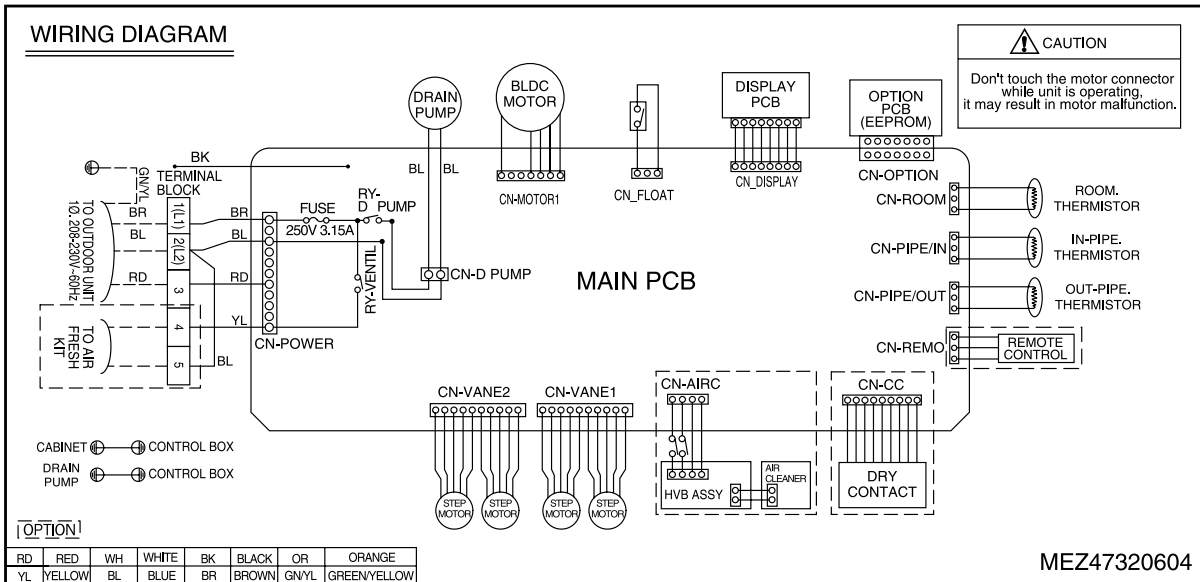 WIRING DIAGRAM
CAUTION
Don't touch the motor connector
while unit is operating,
it may result in motor malfunction.
DRAIN
PUMP
BLDC
MOTOR
DISPLAY
PCB
OPTION
PCB
(EEPROM)
BK
GN/YL
TERMINAL
BLOCK
BL
BL
CN-MOTOR1
CN_FLOAT
CN_DISPLAY
CN-OPTION
CN-ROOM
ROOM.
THERMISTOR
CN-PIPE/IN
IN-PIPE.
THERMISTOR
CN-PIPE/OUT
OUT-PIPE.
THERMISTOR
CN-REMO
REMOTE
CONTROL
TO OUTDOOR UNIT
1Ø. 208-230V~60Hz
BR
BL
RD
1(L1)
2(L2)
3
4
5
BR
BL
RD
YL
BL
FUSE
250V 3.15A
RY-
D PUMP
RY-VENTIL
CN-D PUMP
MAIN PCB
TO AIR
FRESH
KIT
CN-POWER
CN-VANE2
CN-VANE1
CN-AIRC
CN-CC
STEP
MOTOR
STEP
MOTOR
STEP
MOTOR
STEP
MOTOR
HVB ASSY
AIR
CLEANER
DRY
CONTACT
CABINET CONTROL BOX
DRAIN
PUMP CONTROL BOX
OPTION
RD RED WH WHITE BK BLACK OR ORANGE
YL YELLOW BL BLUE BR BROWN GN/YL GREEN/YELLOW
MEZ47320604